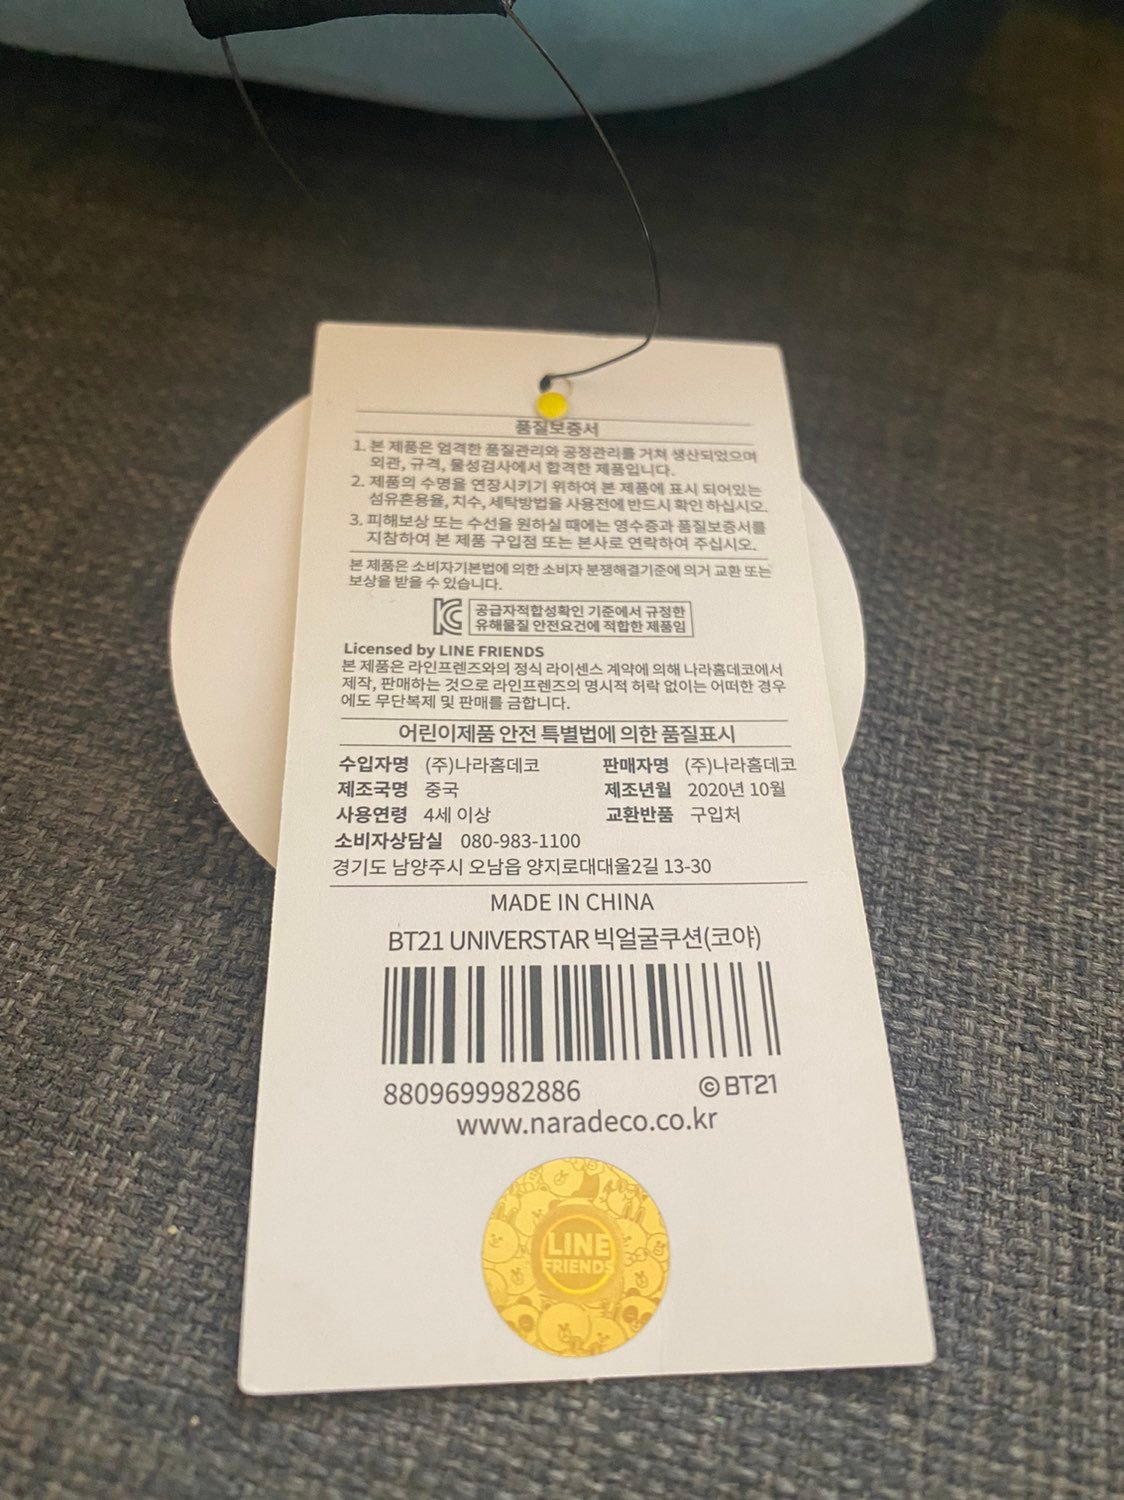 품질보증서
1. 본 제품은 엄격한 품질관리와 공정관리를 거쳐 생산되었으며
외관, 규격, 물성검사에서 합격한 제품입니다.
2. 제품의 수명을 연장시키기 위하여 본 제품에 표시 되어있는
섬유혼용율, 치수, 세탁방법을 사용전에 반드시 확인 하십시오.
3. 피해보상 또는 수선을 원하실 때에는 영수증과 품질보증서를
지참하여 본 제품 구입점 또는 본사로 연락하여 주십시오.
본 제품은 소비자기본법에 의한 소비자 분쟁해결기준에 의거 교환 또는
보상을 받을 수 있습니다.
KC 공급자적합성확인 기준에서 규정한
유해물질 안전요건에 적합한 제품임
Licensed by LINE FRIENDS
본 제품은 라인프렌즈와의 정식 라이센스 계약에 의해 나라홈데코에서
제작, 판매하는 것으로 라인프렌즈의 명시적 허락 없이는 어떠한 경우
에도 무단복제 및 판매를 금합니다.
어린이제품 안전 특별법에 의한 품질표시
수입자명 (주)나라홈데코 판매자명 (주)나라홈데코
제조국명 중국 제조년월 2020년 10월
사용연령 4세 이상 교환반품 구입처
소비자상담실 080-983-1100
경기도 남양주시 오남읍 양지로대대울2길 13-30
MADE IN CHINA
BT21 UNIVERSTAR 빅얼굴쿠션(코야)
8809699982886 © BT21
www.naradeco.co.kr
LINE
FRIENDS